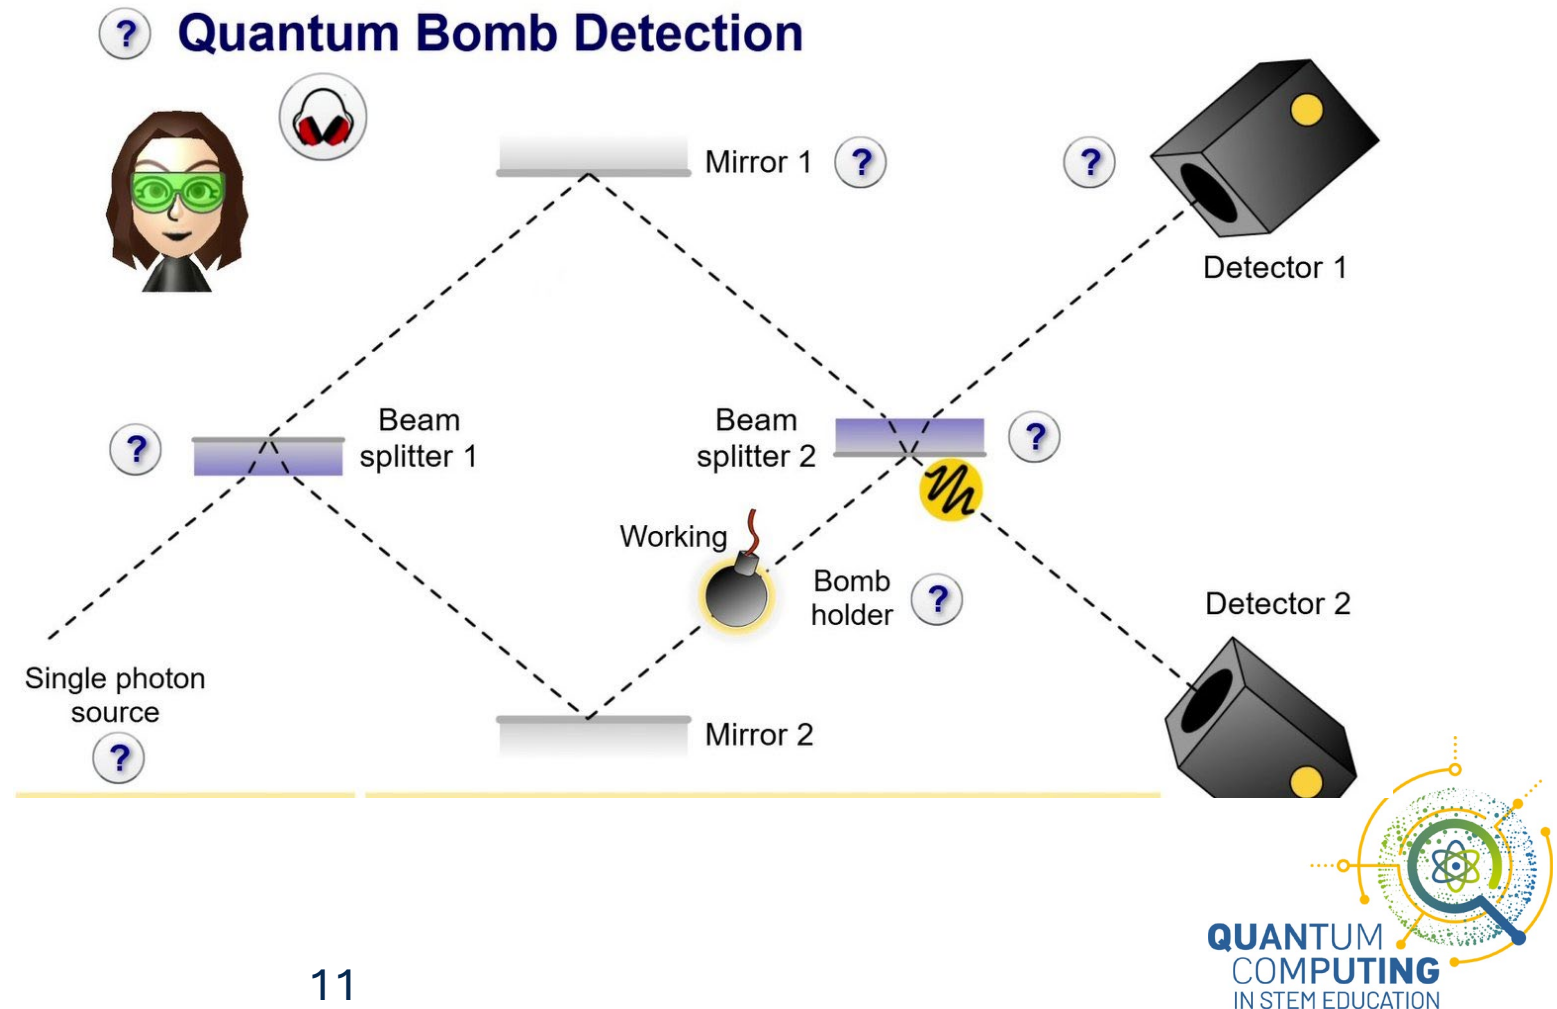 ? Quantum Bomb Detection
Mirror 1 ?
?
Detector 1
?
Beam
splitter 1
Beam
splitter 2
?
Working
Bomb
holder
?
Detector 2
Single photon
source
?
Mirror 2
QUANTUM
COMPUTING
IN STEM EDUCATION
11